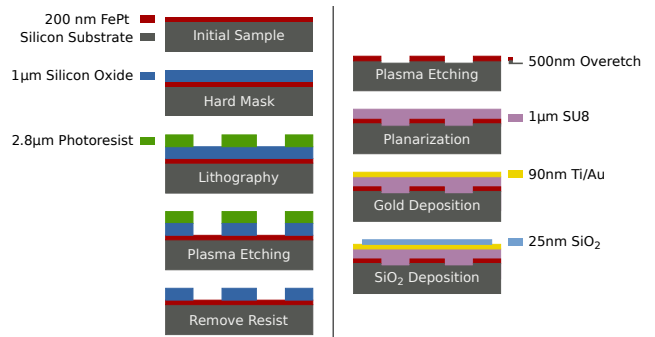 200 nm FePt
Silicon Substrate
Initial Sample
1μm Silicon Oxide
Hard Mask
2.8μm Photoresist
Lithography
Plasma Etching
Remove Resist
500nm Overetch
Plasma Etching
1μm SU8
Planarization
90nm Ti/Au
Gold Deposition
25nm SiO₂
SiO₂ Deposition